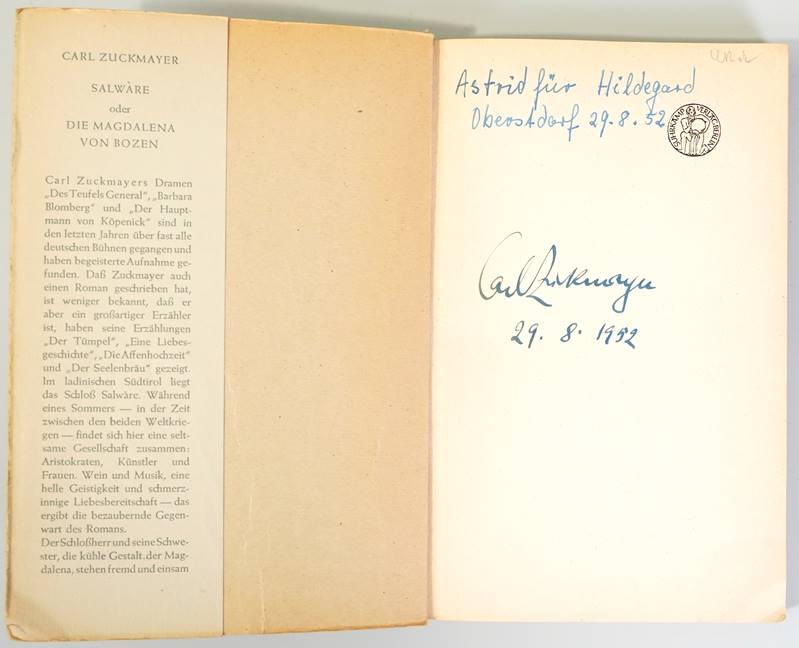 CARL ZUCKMAYER
SALWÀRE
oder
DIE MAGDALENA
VON BOZEN
Carl Zuckmayers Dramen
„Des Teufels General“, „Barbara
Blomberg“ und „Der Haupt-
mann von Köpenick“ sind in
den letzten Jahren über fast alle
deutschen Bühnen gegangen und
haben begeisterte Aufnahme ge-
funden. Daß Zuckmayer auch
einen Roman geschrieben hat,
ist weniger bekannt, daß er
aber ein großartiger Erzähler
ist, haben seine Erzählungen
„Der Tümpel“, „Eine Liebes-
geschichte“, „Die Affenhochzeit“
und „Der Seelenbräu“ gezeigt.
Im ladinischen Südtirol liegt
das Schloß Salwàre. Während
eines Sommers — in der Zeit
zwischen den beiden Weltkrie-
gen — findet sich hier eine selt-
same Gesellschaft zusammen:
Aristokraten, Künstler und
Frauen. Wein und Musik, eine
helle Geistigkeit und schmerz-
innige Liebesbereitschaft — das
ergibt die bezaubernde Gegen-
wart des Romans.
Der Schloßherr und seine Schwe-
ster, die kühle Gestalt der Mag-
dalena, stehen fremd und einsam
Astrid für Hildegard
Oberstdorf 29.8.52
SUHRKAMP VERLAG BERLIN
Carl Zuckmayer
29. 8. 1952